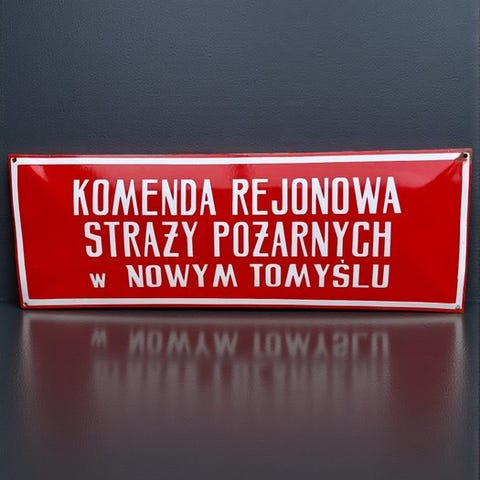 KOMENDA REJONOWA
STRAŻY POŻARNYCH
w NOWYM TOMYŚLU